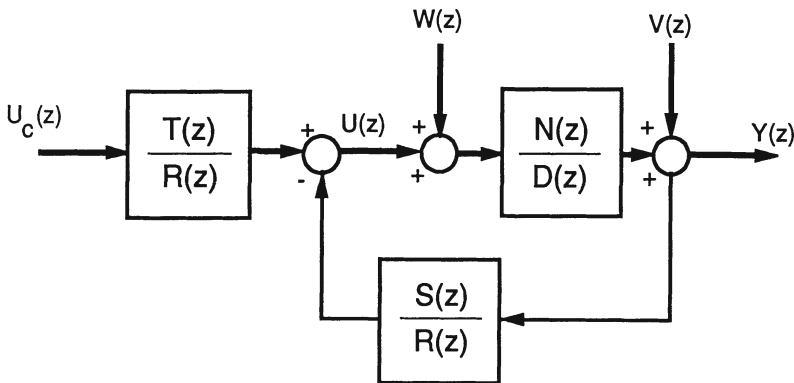 W(z)
V(z)
U_c(z)
T(z)
R(z)
+
-
U(z)
+
+
N(z)
D(z)
+
+
Y(z)
S(z)
R(z)